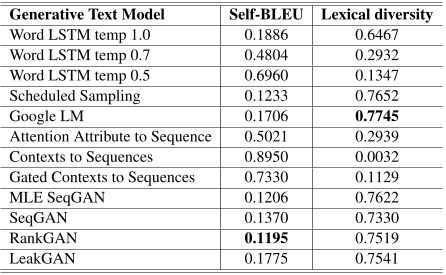 Generative Text Model Self-BLEU Lexical diversity
Word LSTM temp 1.0 0.1886 0.6467
Word LSTM temp 0.7 0.4804 0.2932
Word LSTM temp 0.5 0.6960 0.1347
Scheduled Sampling 0.1233 0.7652
Google LM 0.1706 0.7745
Attention Attribute to Sequence 0.5021 0.2939
Contexts to Sequences 0.8950 0.0032
Gated Contexts to Sequences 0.7330 0.1129
MLE SeqGAN 0.1206 0.7622
SeqGAN 0.1370 0.7330
RankGAN 0.1195 0.7519
LeakGAN 0.1775 0.7541